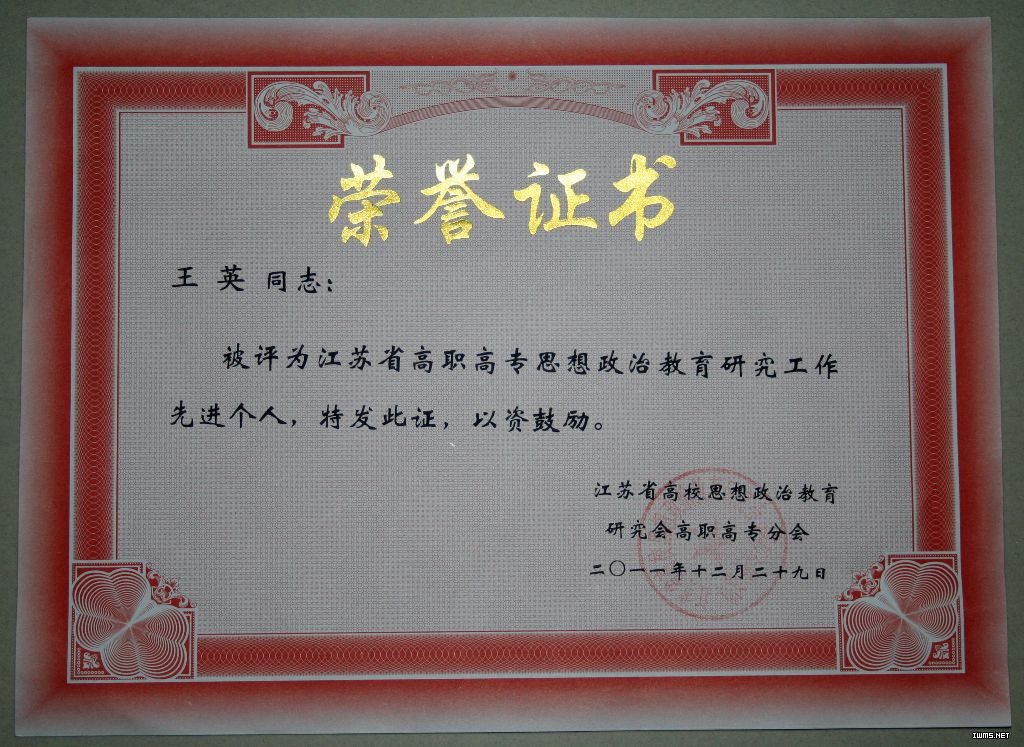 荣誉证书
王 英 同志：
被评为江苏省高职高专思想政治教育研究工作
先进个人，特发此证，以资鼓励。
江苏省高校思想政治教育
研究会高职高专分会
二〇一一年十二月二十九日
IWMS.NET